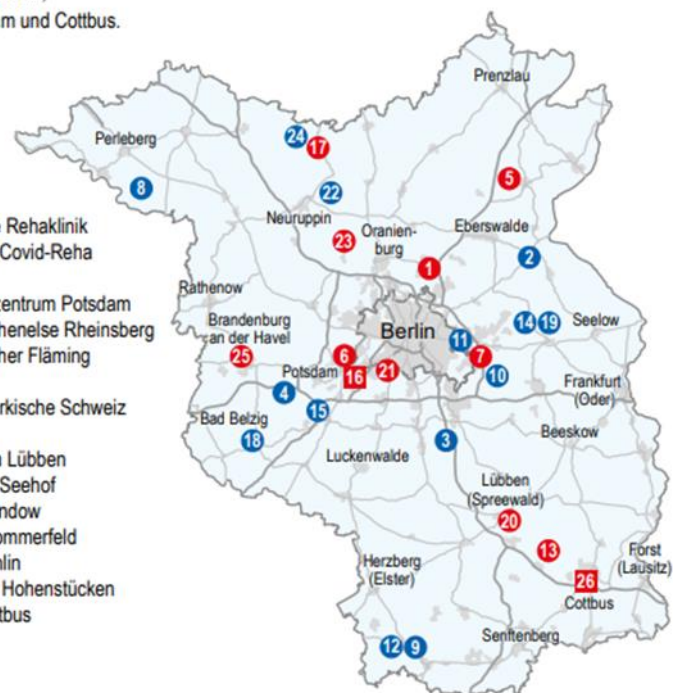 m und Cottbus.
Prenzlau
Perleberg
24
17
5
8
22
Rehaklinik
Neuruppin
Oranien-
burg
Eberswalde
Covid-Reha
23
2
1
zentrum Potsdam
Rathenow
henelse Rheinsberg
Brandenburg
an der Havel
Berlin
14
19
Seelow
her Fläming
25
6
11
7
Potsdam
16
21
10
Frankfurt
(Oder)
rkische Schweiz
4
15
Bad Belzig
18
3
Beeskow
Lübben
Luckenwalde
Seehof
Lübben
(Spreewald)
ndow
20
ommerfeld
13
Forst
(Lausitz)
hlin
Herzberg
(Elster)
26
Hohenstücken
Cottbus
tbus
Senftenberg
12
9